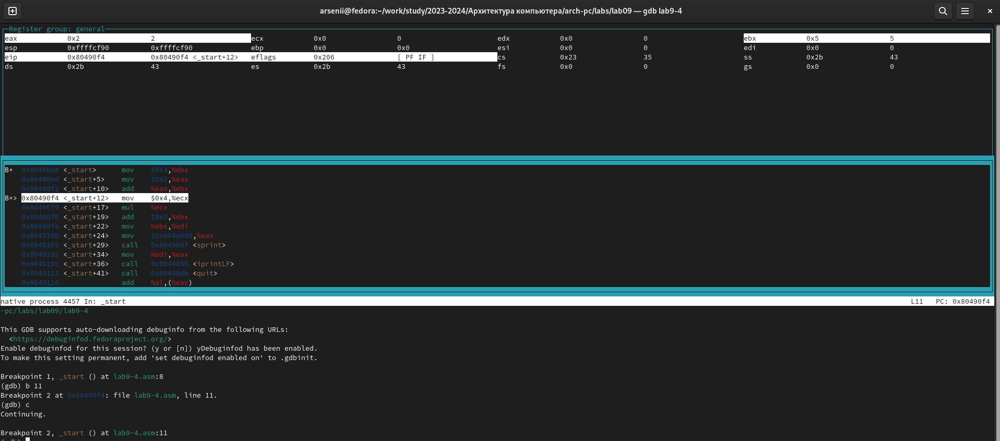 arsenii@fedora:~/work/study/2023-2024/Архитектура компьютера/arch-pc/labs/lab09 — gdb lab9-4
Register group: general
eax 0x2 2 ecx 0x0 0 edx 0x0 0 ebx 0x5 5
esp 0xffffcf90 0xffffcf90 ebp 0x0 0x0 esi 0x0 0 edi 0x0 0
eip 0x80490f4 0x80490f4 <_start+12> eflags 0x206 [ PF IF ] cs 0x23 35 ss 0x2b 43
ds 0x2b 43 es 0x2b 43 fs 0x0 0 gs 0x0 0
B+ 0x80490e8 <_start> mov $0x3,%ebx
0x80490ed <_start+5> mov $0x2,%eax
0x80490f2 <_start+10> add %eax,%ebx
B+> 0x80490f4 <_start+12> mov $0x4,%ecx
0x80490f9 <_start+17> mul %ecx
0x80490fb <_start+19> add $0x5,%ebx
0x80490fe <_start+22> mov %ebx,%edi
0x8049100 <_start+24> mov $0x804a000,%eax
0x8049105 <_start+29> call 0x804900f <sprint>
0x804910a <_start+34> mov %edi,%eax
0x804910c <_start+36> call 0x8049086 <iprintLF>
0x8049111 <_start+41> call 0x80490db <quit>
0x8049116 add %al,(%eax)
native process 4457 In: _start L11 PC: 0x80490f4
-pc/labs/lab09/lab9-4
This GDB supports auto-downloading debuginfo from the following URLs:
<https://debuginfod.fedoraproject.org/>
Enable debuginfod for this session? (y or [n]) yDebuginfod has been enabled.
To make this setting permanent, add 'set debuginfod enabled on' to .gdbinit.
Breakpoint 1, _start () at lab9-4.asm:8
(gdb) b 11
Breakpoint 2 at 0x80490f4: file lab9-4.asm, line 11.
(gdb) c
Continuing.
Breakpoint 2, _start () at lab9-4.asm:11
(gdb)